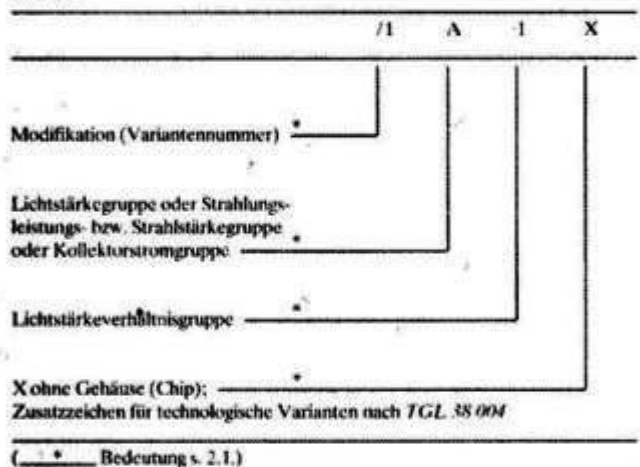 /1 A -1 X
Modifikation (Variantennummer) *
Lichtstärkegruppe oder Strahlungs-
leistungs- bzw. Strahlstärkegruppe
oder Kollektorstromgruppe *
Lichtstärkeverhältnisgruppe *
X ohne Gehäuse (Chip); *
Zusatzzeichen für technologische Varianten nach TGL 38 004
( * Bedeutung s. 2.1.)